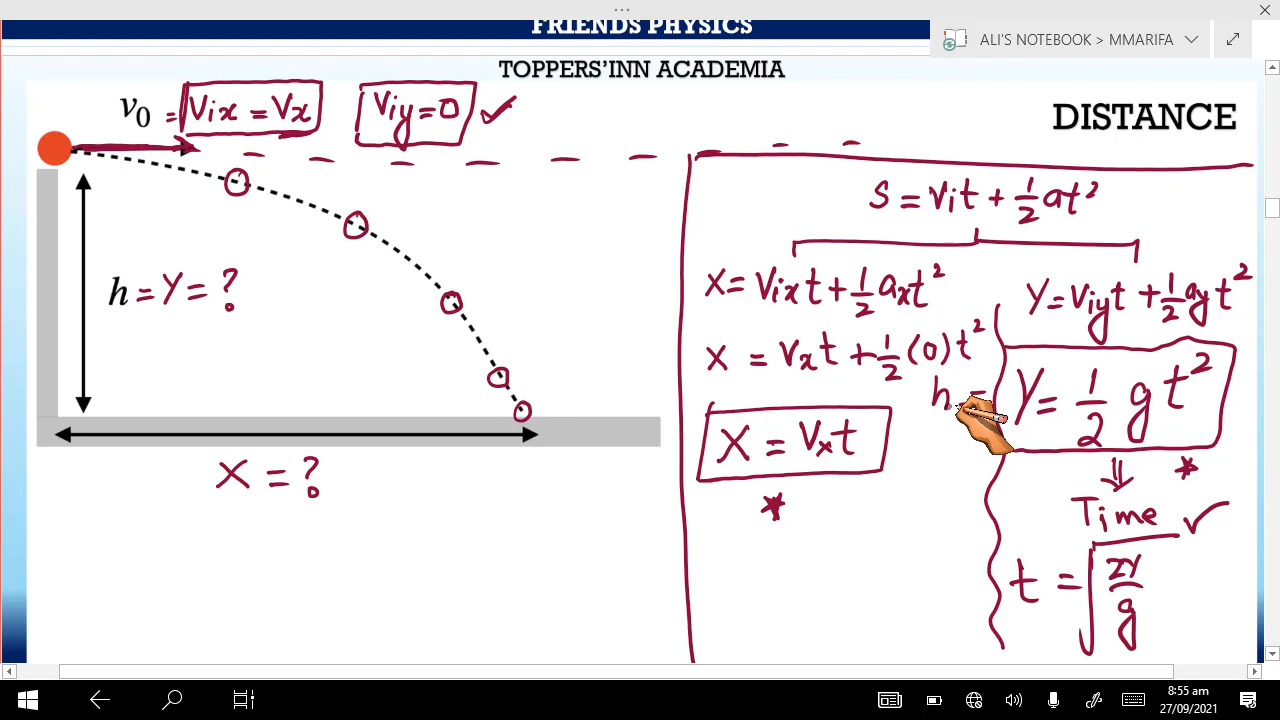 FRIENDS PHYSICS
ALI'S NOTEBOOK > MMARIFA
TOPPERS'INN ACADEMIA
DISTANCE
v₀ = Vix = Vx
Viy = 0 ✓
h = Y = ?
X = ?
S = Vit + 1/2 at²
X = Vixt + 1/2 axt²
X = Vxt + 1/2 (0)t²
X = Vxt
Y = Viyt + 1/2 ayt²
h = Y = 1/2 gt²
Time ✓
t = √(2Y/g)
8:55 am
27/09/2021